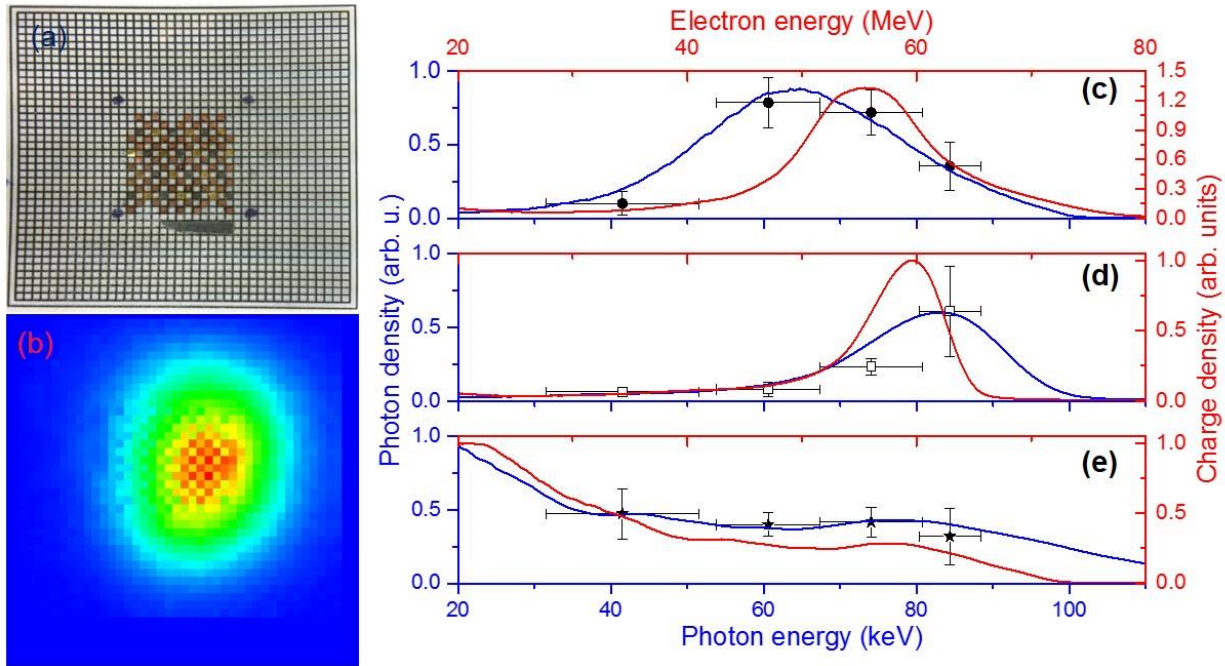 (a)
(b)
Electron energy (MeV)
20 40 60 80
1.0 0.5 0.0
1.5 1.2 0.9 0.6 0.3 0.0
(c)
1.0 0.5 0.0
1.0 0.5 0.0
(d)
1.0 0.5 0.0
1.0 0.5 0.0
(e)
Photon density (arb. u.)
Charge density (arb. units)
20 40 60 80 100
Photon energy (keV)